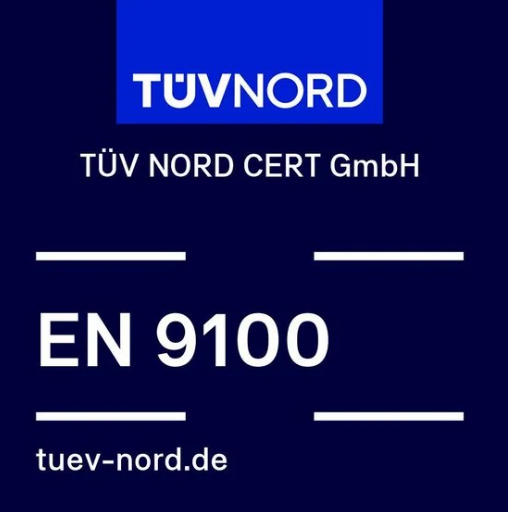 TÜVNORD
TÜV NORD CERT GmbH
EN 9100
tuev-nord.de